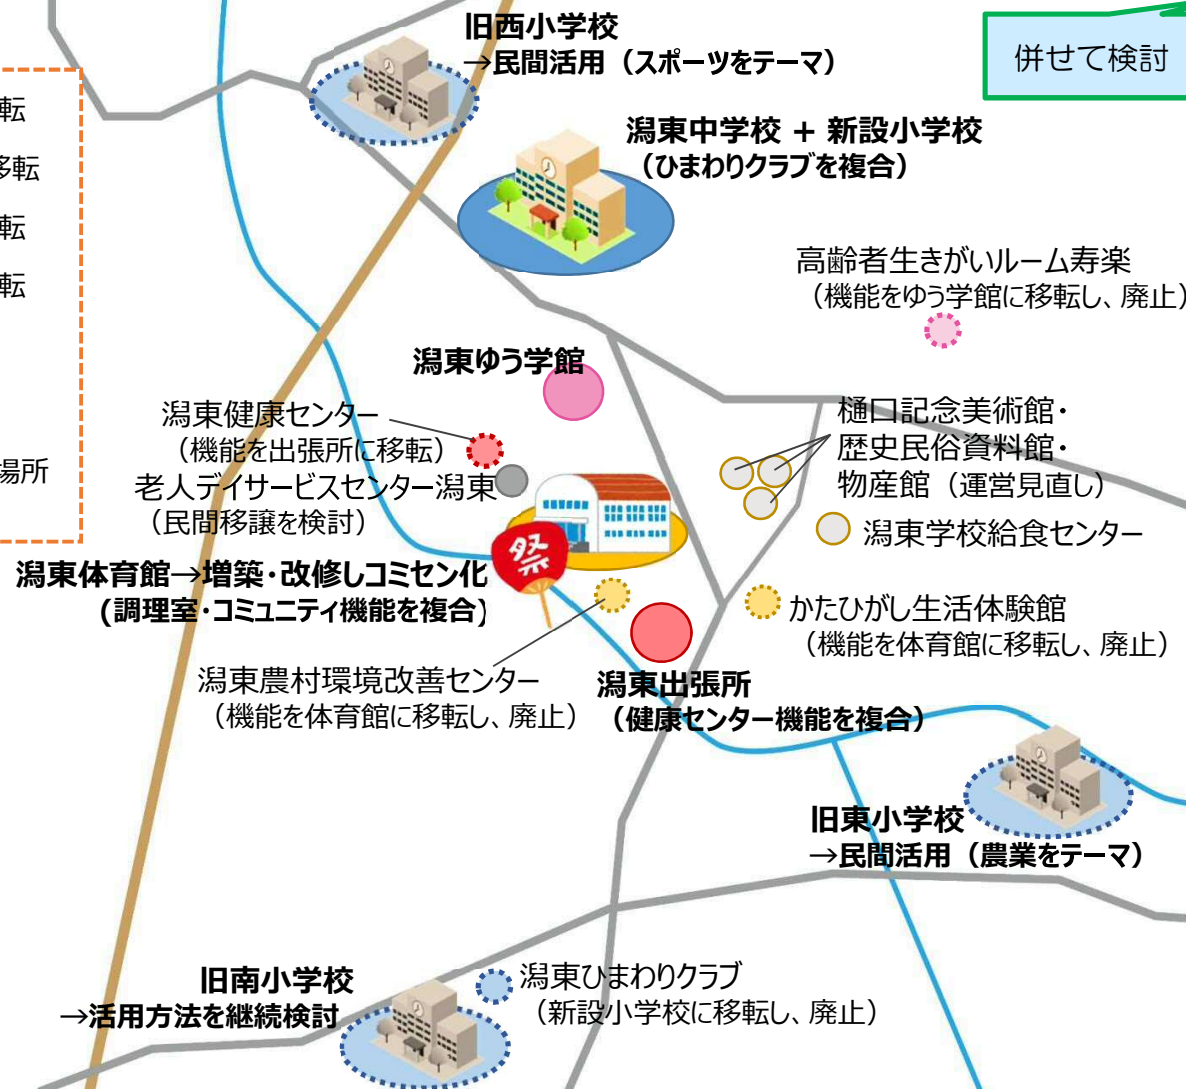 旧西小学校
→民間活用（スポーツをテーマ）
併せて検討
転
移転
転
転
場所
潟東中学校 + 新設小学校
（ひまわりクラブを複合）
高齢者生きがいルーム寿楽
（機能をゆう学館に移転し、廃止）
潟東ゆう学館
潟東健康センター
（機能を出張所に移転）
老人デイサービスセンター潟東
（民間移譲を検討）
樋口記念美術館・
歴史民俗資料館・
物産館（運営見直し）
潟東学校給食センター
祭
潟東体育館→増築・改修しコミセン化
(調理室・コミュニティ機能を複合)
かたひがし生活体験館
（機能を体育館に移転し、廃止）
潟東農村環境改善センター
（機能を体育館に移転し、廃止）
潟東出張所
（健康センター機能を複合）
旧東小学校
→民間活用（農業をテーマ）
旧南小学校
→活用方法を継続検討
潟東ひまわりクラブ
（新設小学校に移転し、廃止）